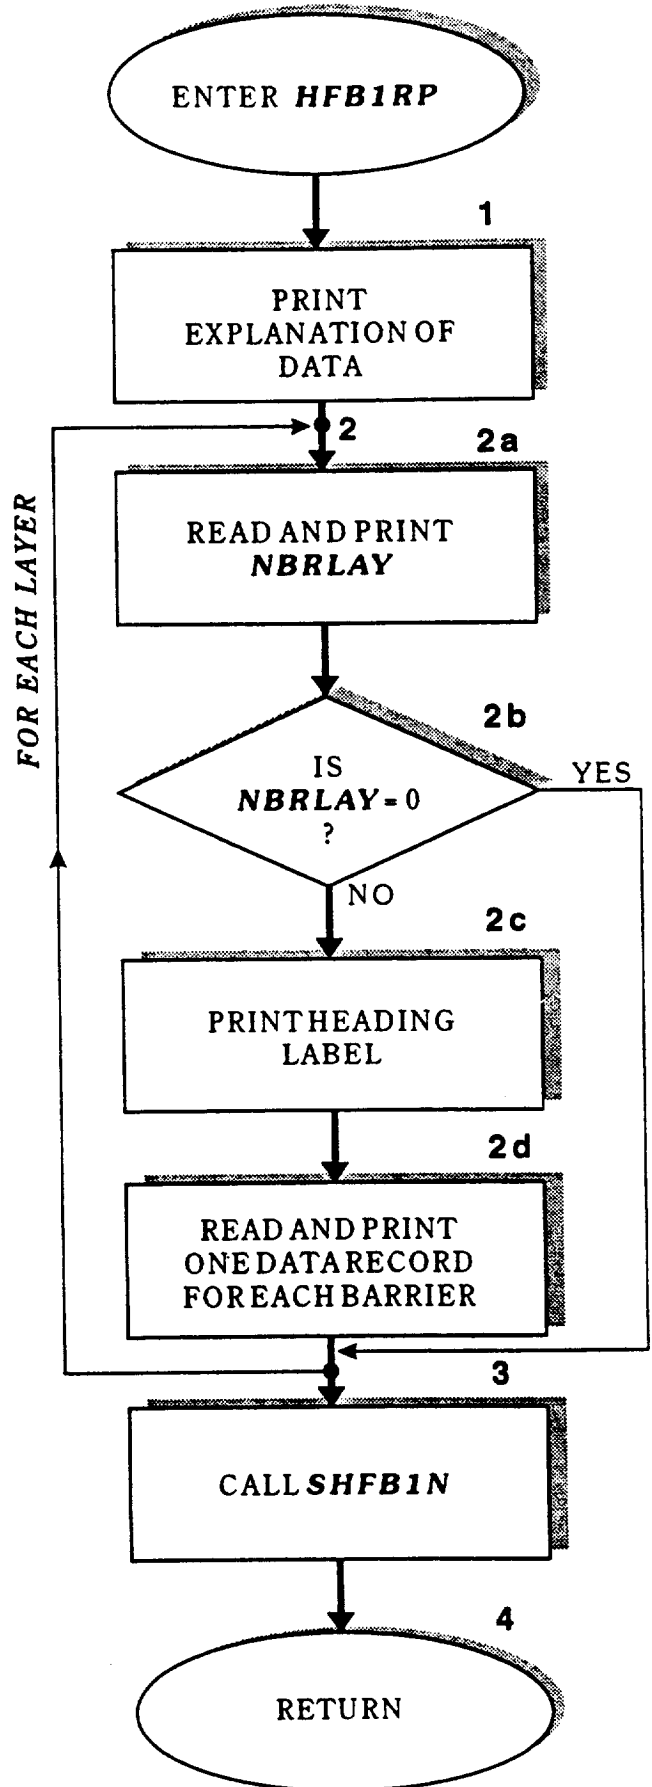 ENTER HFB1RP
1
PRINT
EXPLANATION OF
DATA
2
2a
READ AND PRINT
NBRLAY
FOR EACH LAYER
2b
IS
NBRLAY = 0
?
YES
NO
2c
PRINT HEADING
LABEL
2d
READ AND PRINT
ONE DATA RECORD
FOR EACH BARRIER
3
CALL SHFB1N
4
RETURN